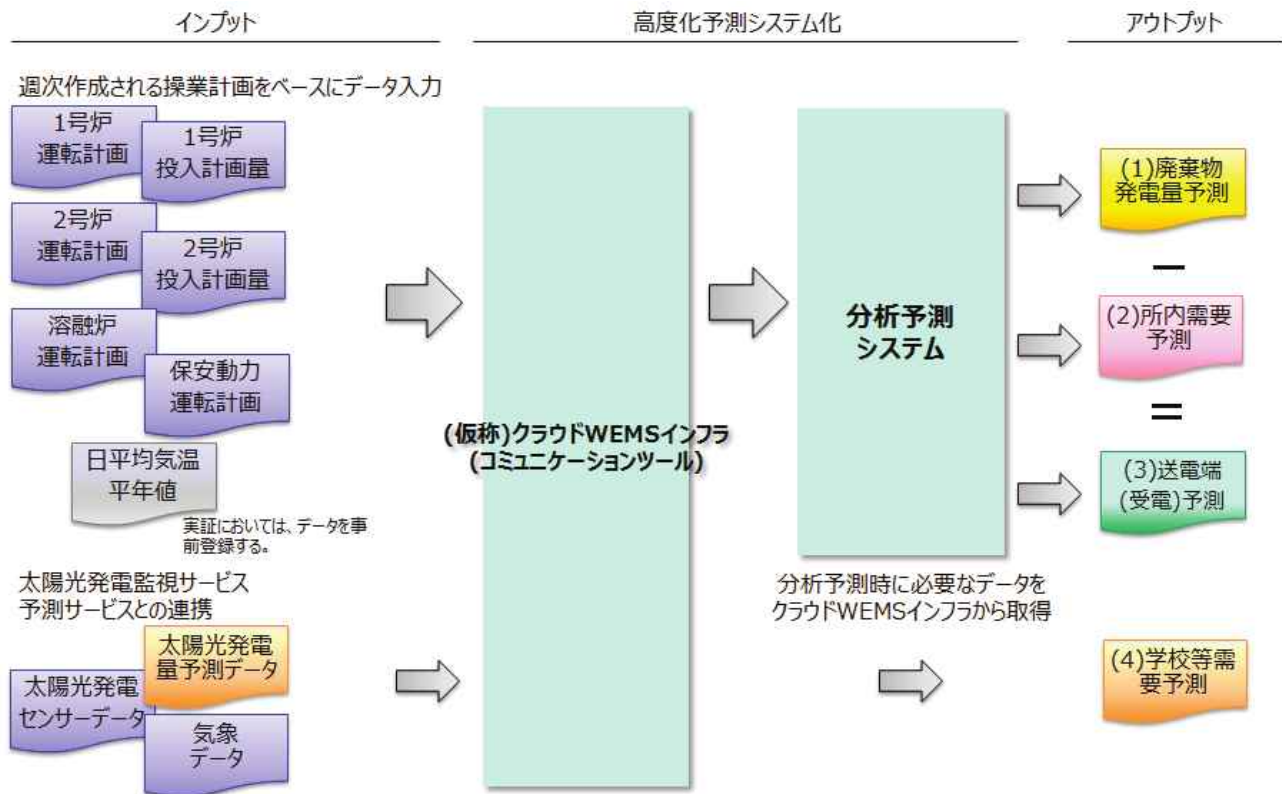 インプット
高度化予測システム化
アウトプット
週次作成される操業計画をベースにデータ入力
1号炉
運転計画
1号炉
投入計画量
2号炉
運転計画
2号炉
投入計画量
溶融炉
運転計画
保安動力
運転計画
日平均気温
平年値
実証においては、データを事
前登録する。
太陽光発電監視サービス
予測サービスとの連携
太陽光発電
量予測データ
太陽光発電
センサーデータ
気象
データ
(仮称)クラウドWEMSインフラ
(コミュニケーションツール)
分析予測
システム
分析予測時に必要なデータを
クラウドWEMSインフラから取得
(1)廃棄物
発電量予測
−
(2)所内需要
予測
=
(3)送電端
(受電)予測
(4)学校等需
要予測